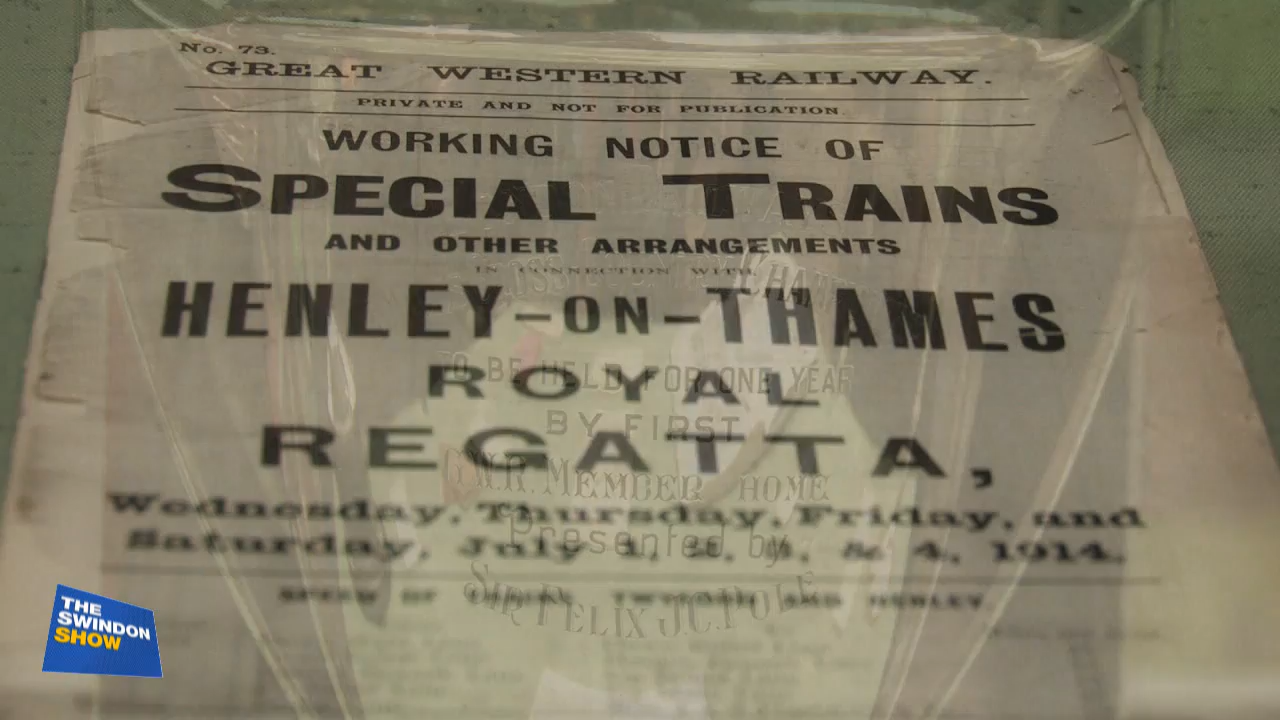 No. 73.
GREAT WESTERN RAILWAY.
PRIVATE AND NOT FOR PUBLICATION.
WORKING NOTICE OF
SPECIAL TRAINS
AND OTHER ARRANGEMENTS
IN CONNECTION WITH
HENLEY-ON-THAMES
ROYAL
REGATTA,
Wednesday, Thursday, Friday, and
Saturday, July 1, 2, 3, & 4, 1914.
TO BE HELD FOR ONE YEAR
BY FIRST
G.W.R. MEMBER HOME
Presented by
SIR FELIX J.C. POLE
THE
SWINDON
SHOW